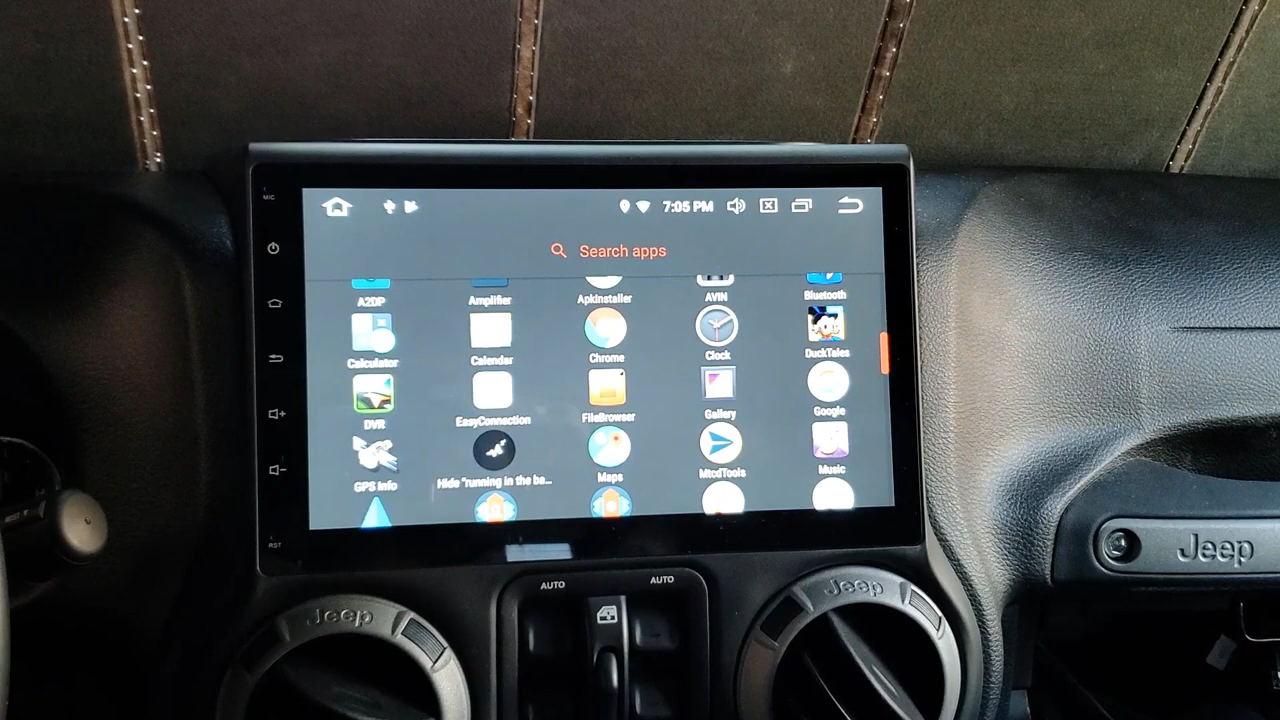 MIC
7:05 PM
Search apps
A2DP
Amplifier
ApkInstaller
AVIN
Bluetooth
Calculator
Calendar
Chrome
Clock
DuckTales
DVR
EasyConnection
FileBrowser
Gallery
Google
GPS Info
Hide "running in the ba...
Maps
MtcdTools
Music
RST
AUTO
AUTO
Jeep
Jeep
Jeep